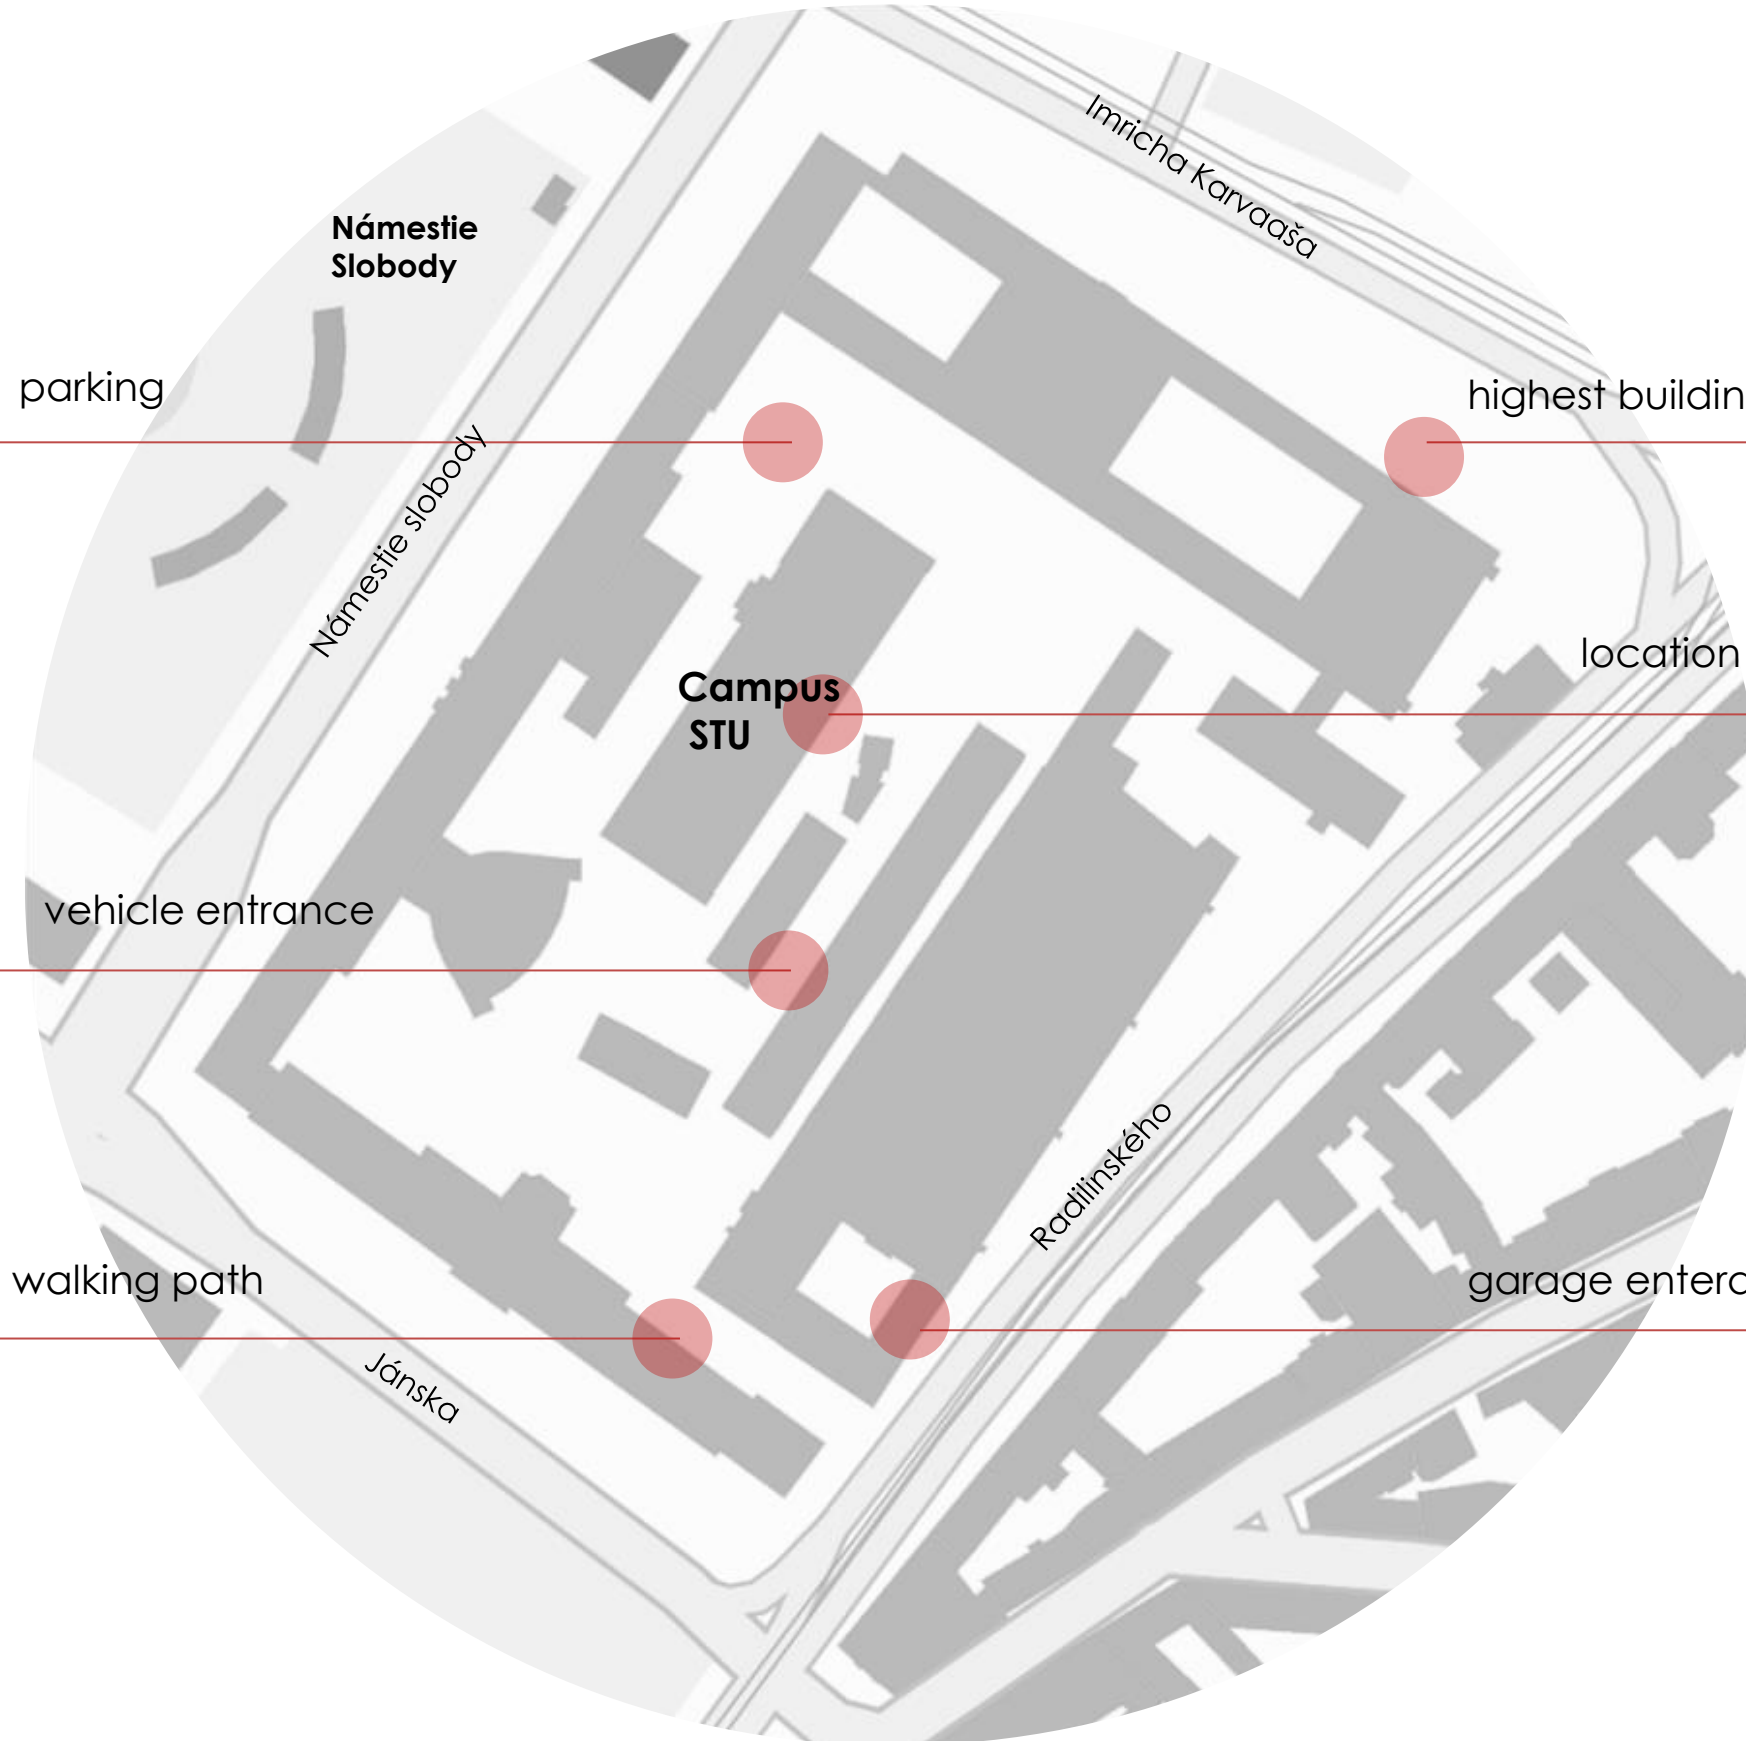 Imricha Karvaaša
Námestie
Slobody
parking
highest buildin
Námestie slobody
location
Campus
STU
vehicle entrance
Radilinského
walking path
garage enterc
Jánska